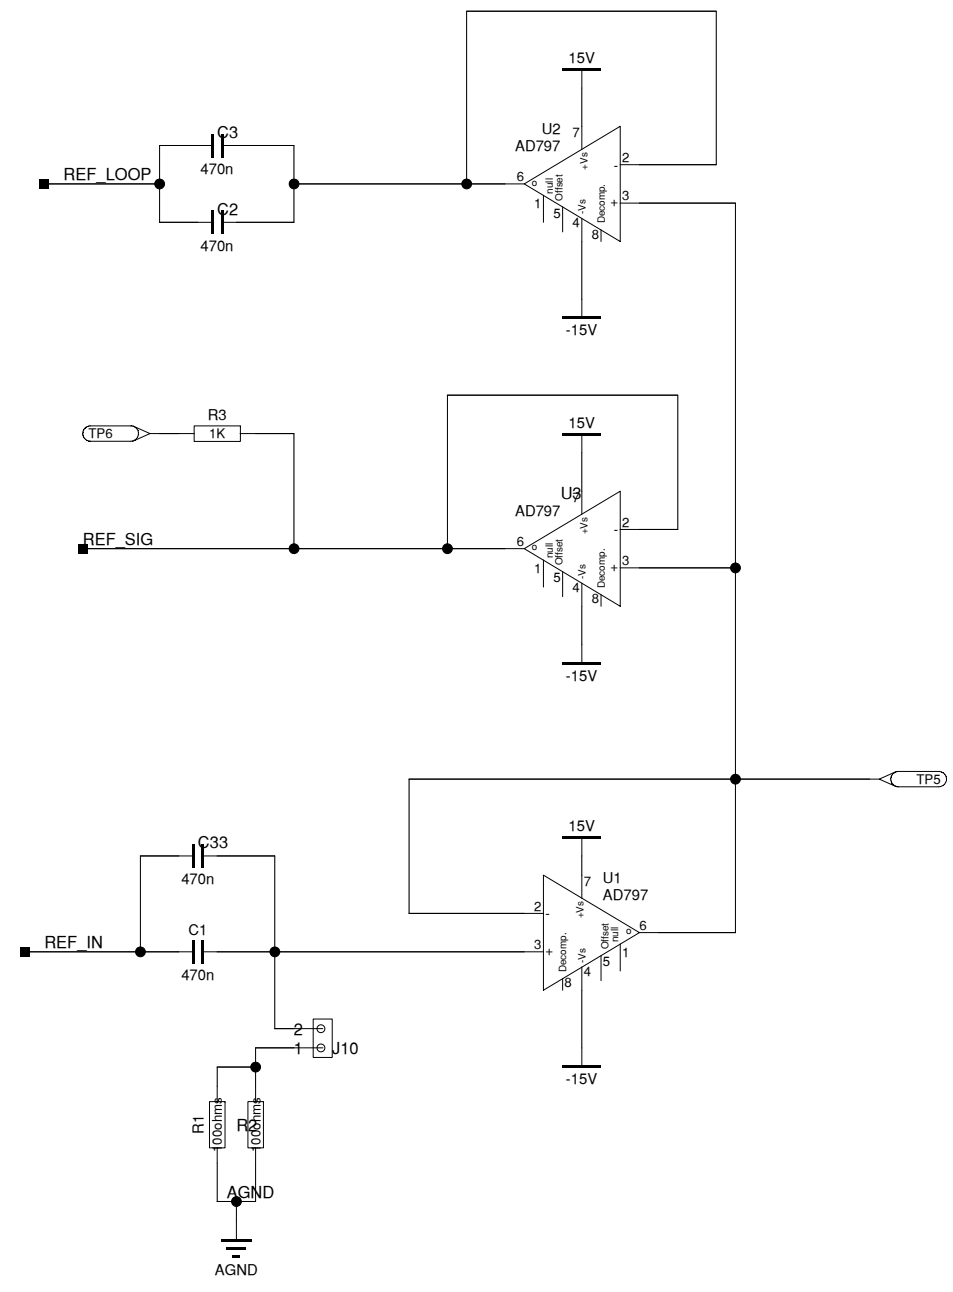 15V
U2
AD797
7
+Vs
C3
470n
REF_LOOP
C2
470n
6
2
-
3
+
null
Offset
-Vs
Decomp.
1
5
4
8
-15V
R3
TP6
1K
15V
U3
7
AD797
+Vs
REF_SIG
6
2
-
3
+
null
Offset
-Vs
Decomp.
1
5
4
8
-15V
TP5
15V
7
U1
AD797
C33
470n
2
-
+Vs
6
REF_IN
C1
470n
3
+
Decomp.
-Vs
Offset
null
8
4
5
1
2
1
J10
-15V
R1
100ohms
R2
100ohms
AGND
AGND